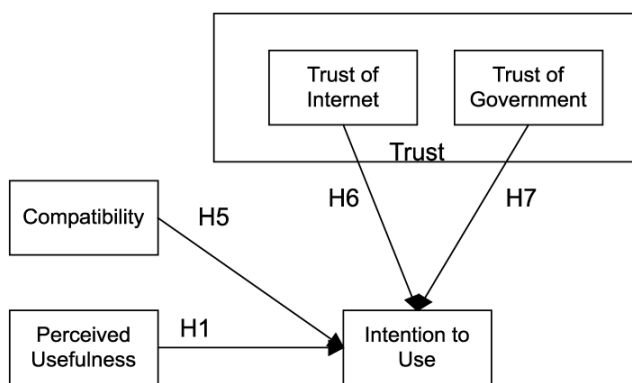 Trust of
Internet
Trust of
Government
Trust
H6
H7
Compatibility
H5
Perceived
Usefulness
H1
Intention to
Use